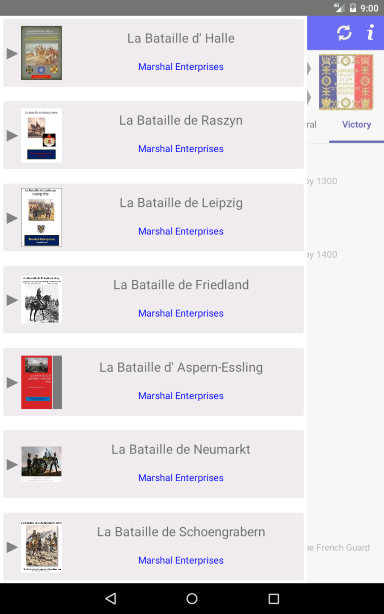 9:00
La Bataille d' Halle
Marshal Enterprises
La Bataille de Raszyn
Marshal Enterprises
La Bataille de Leipzig
Marshal Enterprises
La Bataille de Friedland
Marshal Enterprises
La Bataille d' Aspern-Essling
Marshal Enterprises
La Bataille de Neumarkt
Marshal Enterprises
La Bataille de Schoengrabern
Marshal Enterprises
ral
Victory
by 1300
by 1400
he French Guard